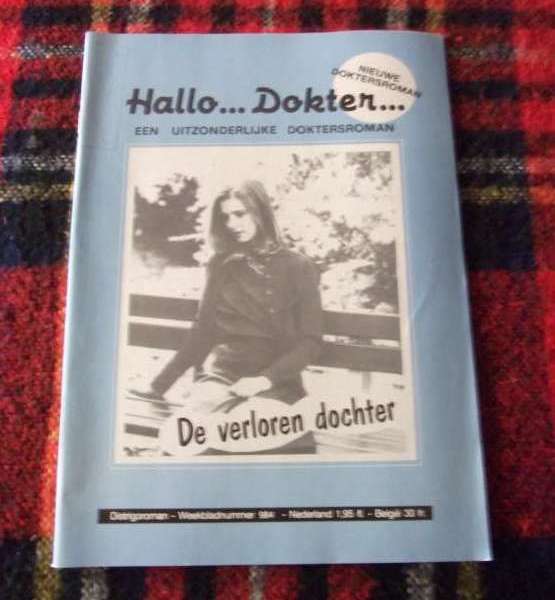 NIEUWE
DOKTERSROMAN
Hallo... Dokter...
EEN UITZONDERLIJKE DOKTERSROMAN
De verloren dochter
- Weekbladnummer 984 - Nederland 1,95 fl. - België 30 fr.